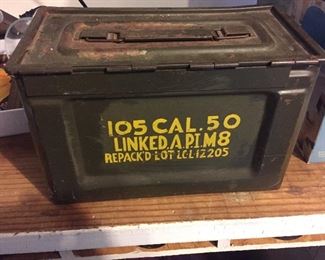 105 CAL. 50
LINKED.A.P.I.M8
REPACK'D LOT LCL12205